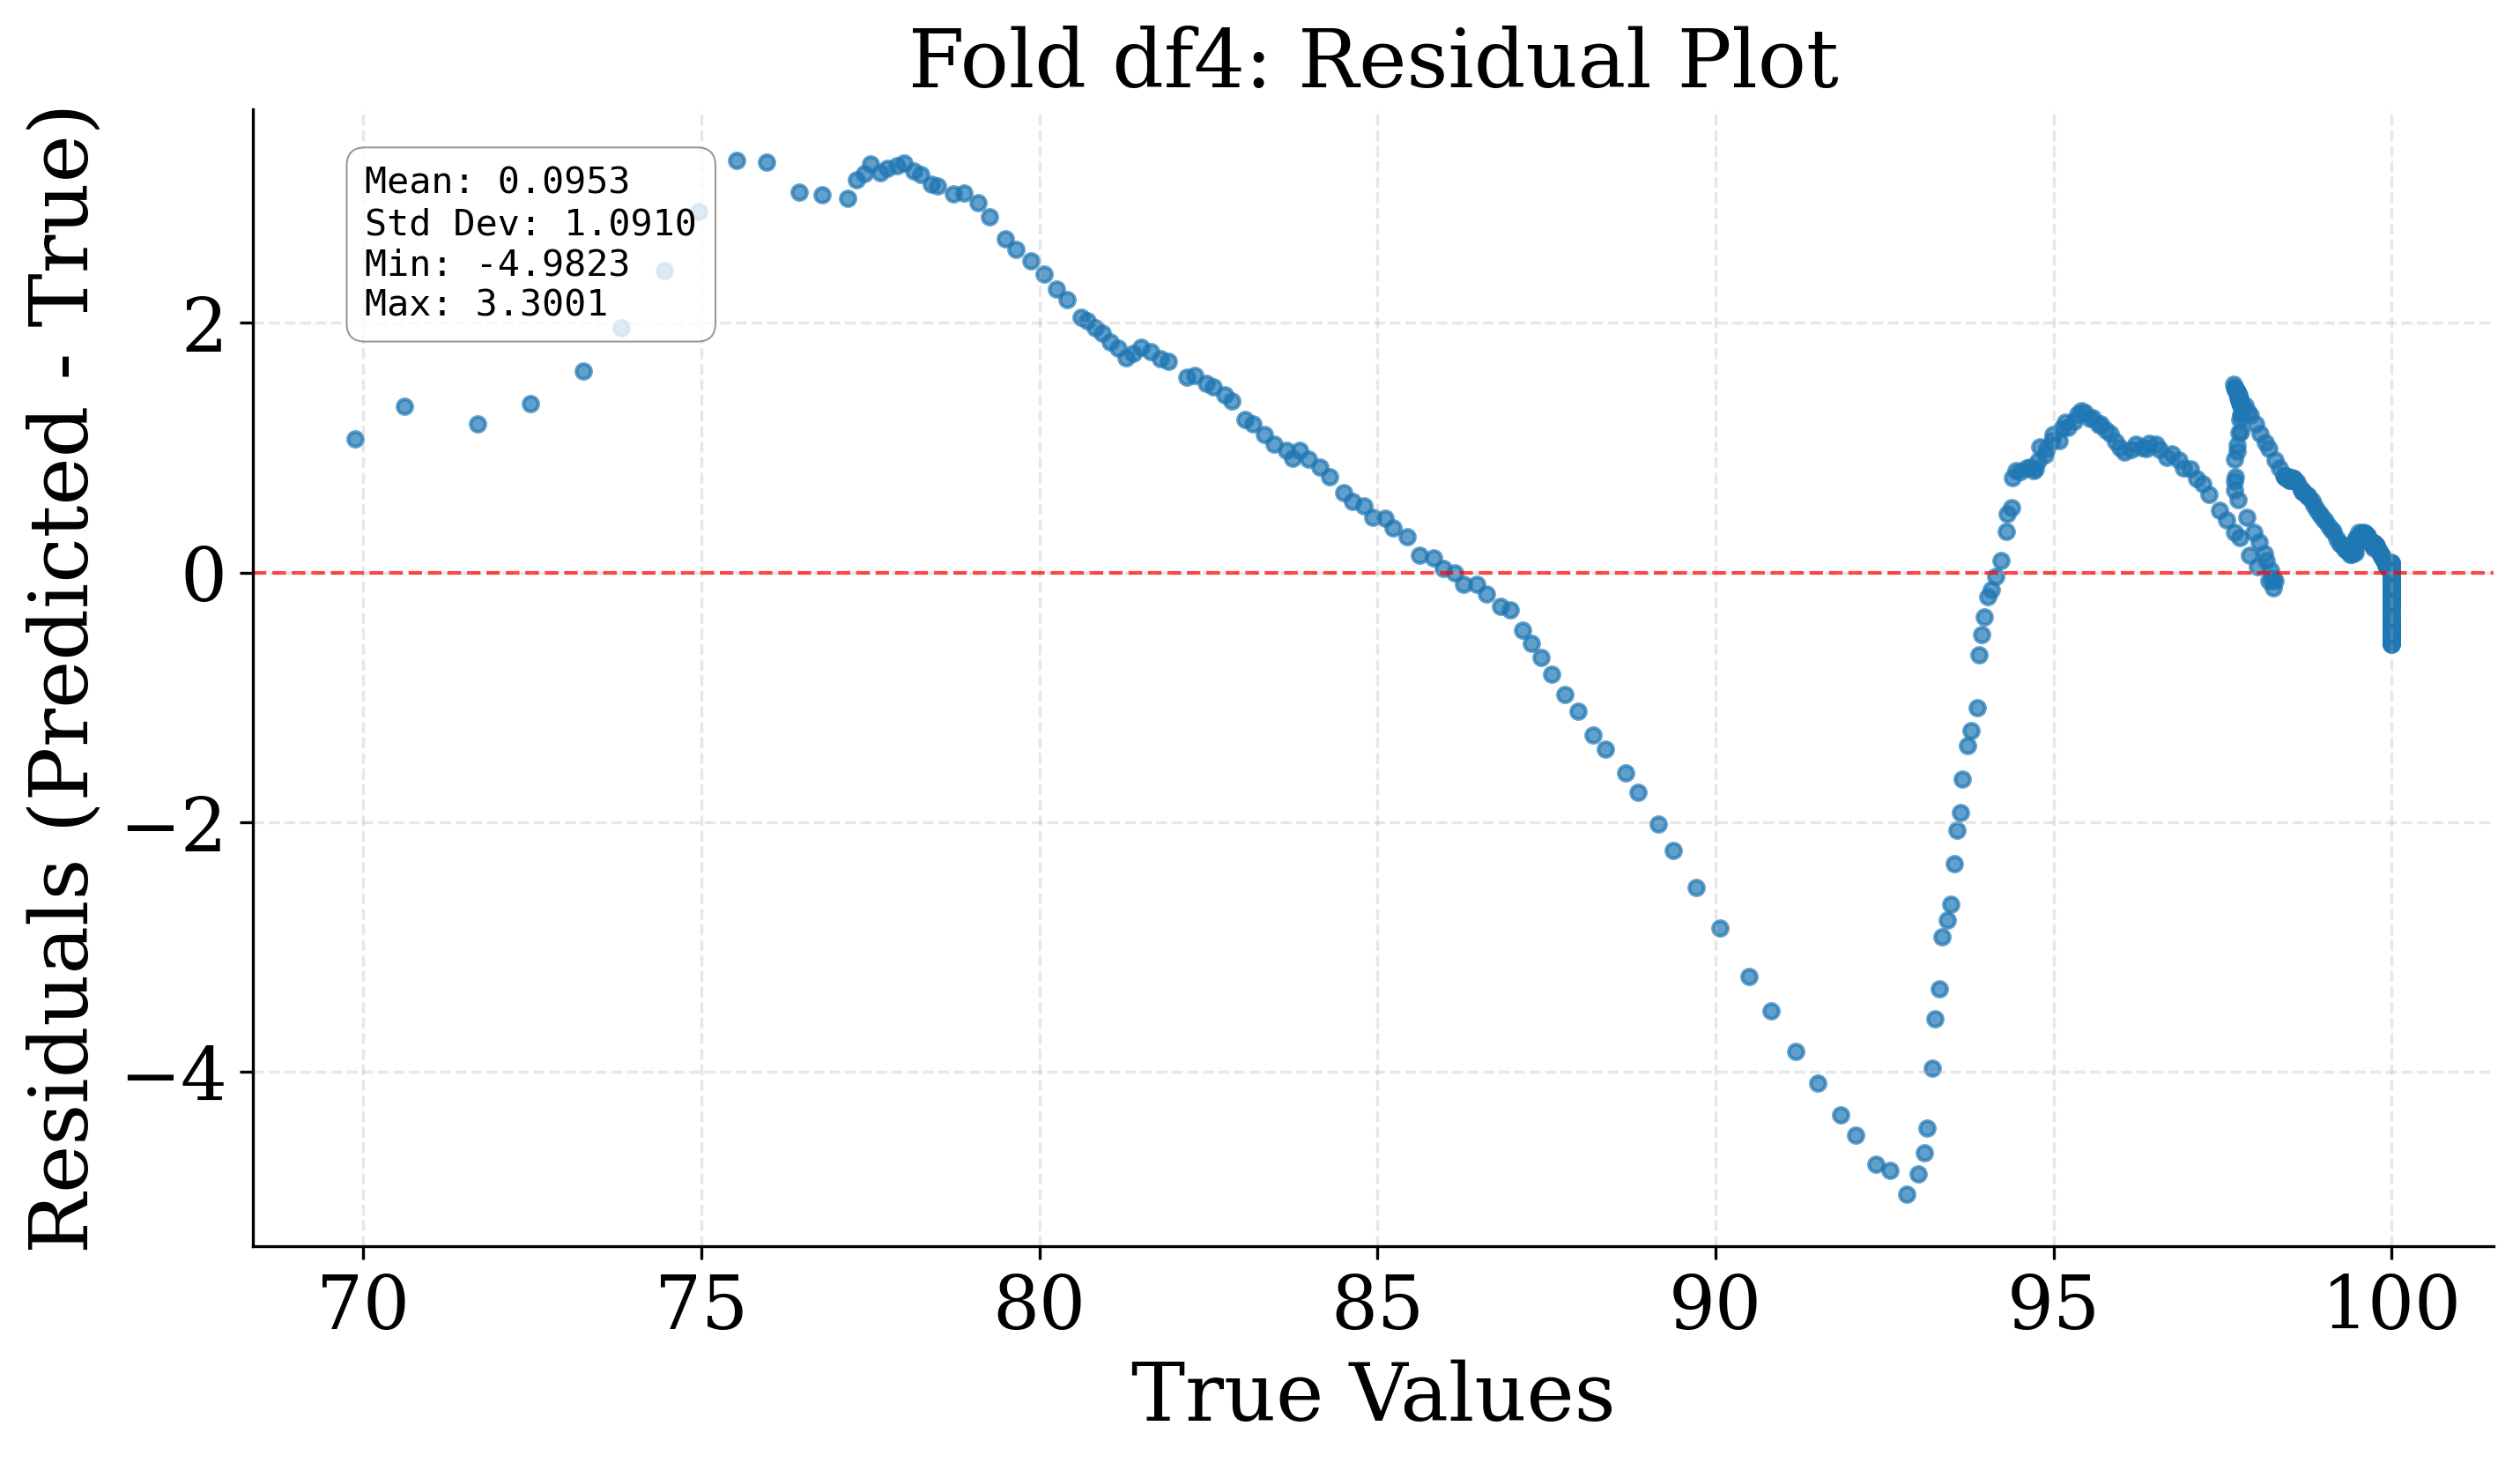 Fold df4: Residual Plot
Residuals (Predicted - True)
Mean: 0.0953
Std Dev: 1.0910
Min: -4.9823
Max: 3.3001
2
0
−2
−4
70 75 80 85 90 95 100
True Values